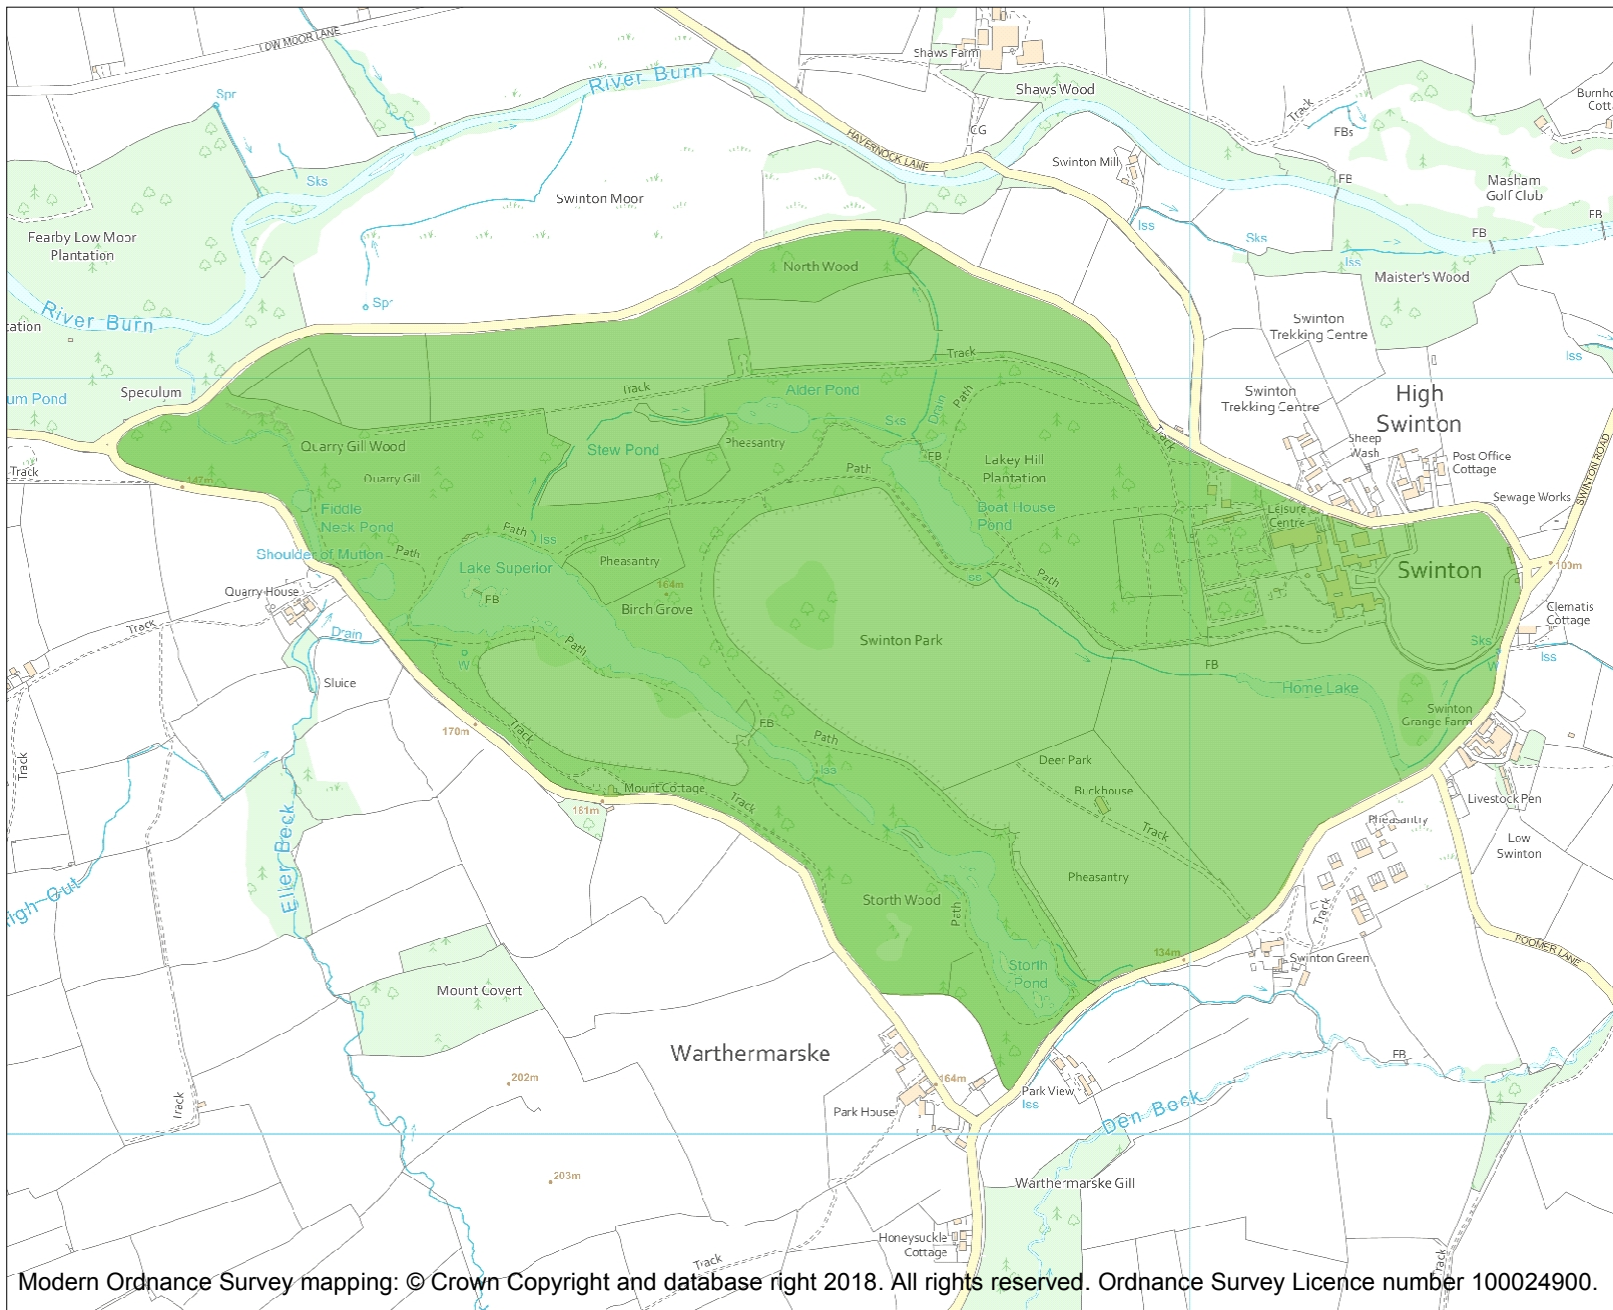 LOW MOOR LANE
Shaws Farm
River Burn
Shaws Wood
Spr
Track
FBs
CG
HAVERNOCK LANE
Swinton Mill
Sks
FB
Masham
Golf Club
Swinton Moor
Iss
FB
FB
Sks
Iss
Fearby Low Moor
Plantation
North Wood
Maister's Wood
Spr
River Burn
Swinton
Trekking Centre
Track
Iss
Speculum
Track
Alder Pond
Swinton
Trekking Centre
High
Swinton
um Pond
Path
Drain
Sks
Quarry Gill Wood
Stew Pond
Pheasantry
FB
Track
Sheep
Wash
Post Office
Cottage
SWINTON ROAD
Track
147m
Quarry Gill
Path
Lakey Hill
Plantation
Sewage Works
Fiddle
Neck Pond
Boat House
Pond
Leisure
Centre
Path
Iss
Shoulder of Mutton
Path
Lake Superior
Pheasantry
Swinton
100m
Quarry House
FB
164m
Path
Birch Grove
Clematis
Cottage
Track
Drain
Path
Swinton Park
Sks
W
W
FB
Iss
Sluice
Home Lake
Swinton
Grange Farm
170m
Track
FB
Path
Track
Iss
Deer Park
Mount Cottage
Buckhouse
Livestock Pen
181m
Track
Track
Pheasantry
Low
Swinton
Eller Beck
Pheasantry
Storth Wood
Path
Track
134m
Swinton Green
Storth
Pond
Mount Covert
Warthermarske
FB
202m
164m
Park View
Iss
Track
Park House
Den Beck
203m
Warthermarske Gill
Honeysuckle
Cottage
Track
Track
Modern Ordnance Survey mapping: © Crown Copyright and database right 2018. All rights reserved. Ordnance Survey Licence number 100024900.